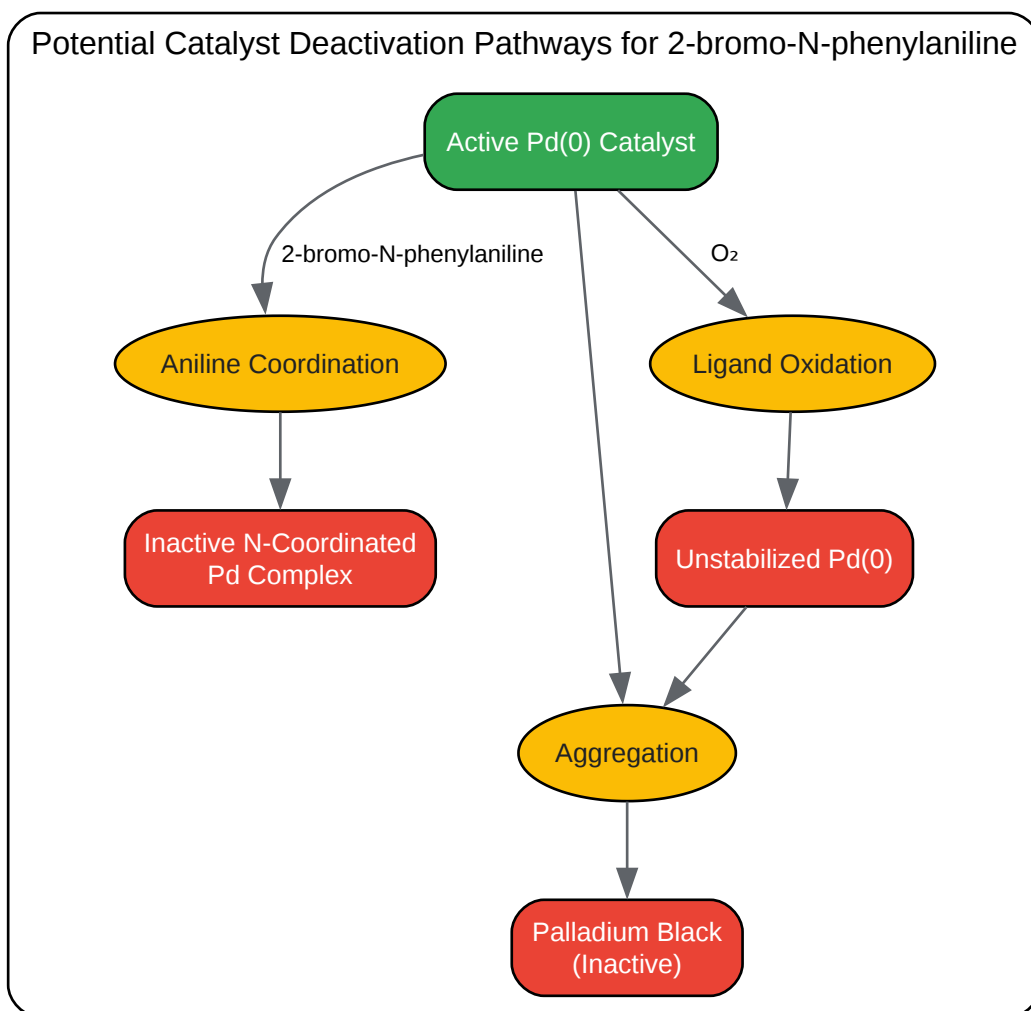 Potential Catalyst Deactivation Pathways for 2-bromo-N-phenylaniline
Active Pd(0) Catalyst
2-bromo-N-phenylaniline
O₂
Aniline Coordination
Ligand Oxidation
Inactive N-Coordinated
Pd Complex
Unstabilized Pd(0)
Aggregation
Palladium Black
(Inactive)